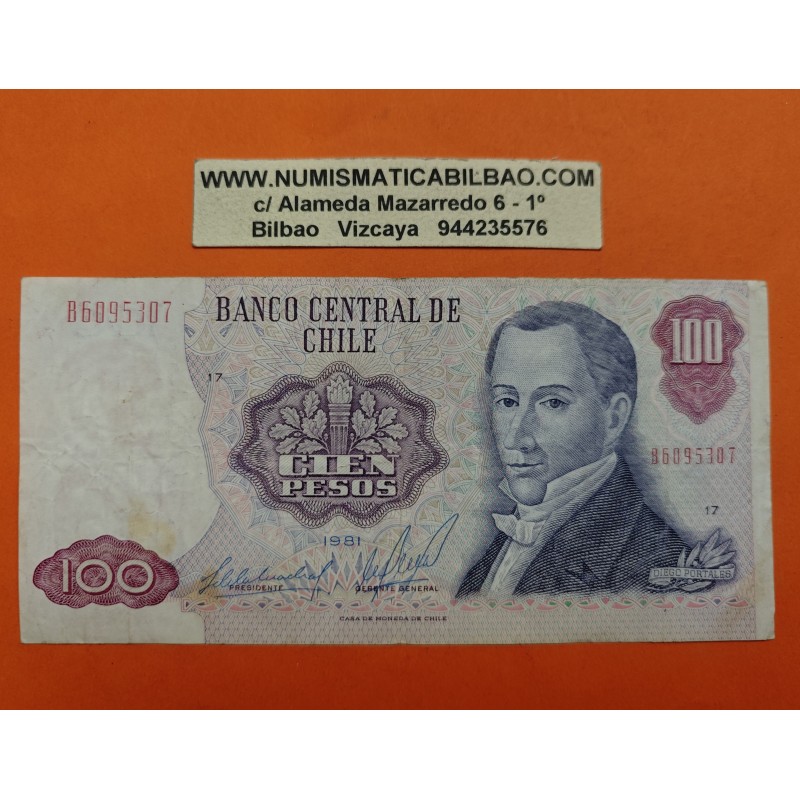 WWW.NUMISMATICABILBAO.COM
c/ Alameda Mazarredo 6 - 1º
Bilbao Vizcaya 944235576
B6095307
BANCO CENTRAL DE
CHILE
100
17
CIEN
PESOS
B6095307
17
1981
100
PRESIDENTE
GERENTE GENERAL
DIEGO PORTALES
CASA DE MONEDA DE CHILE